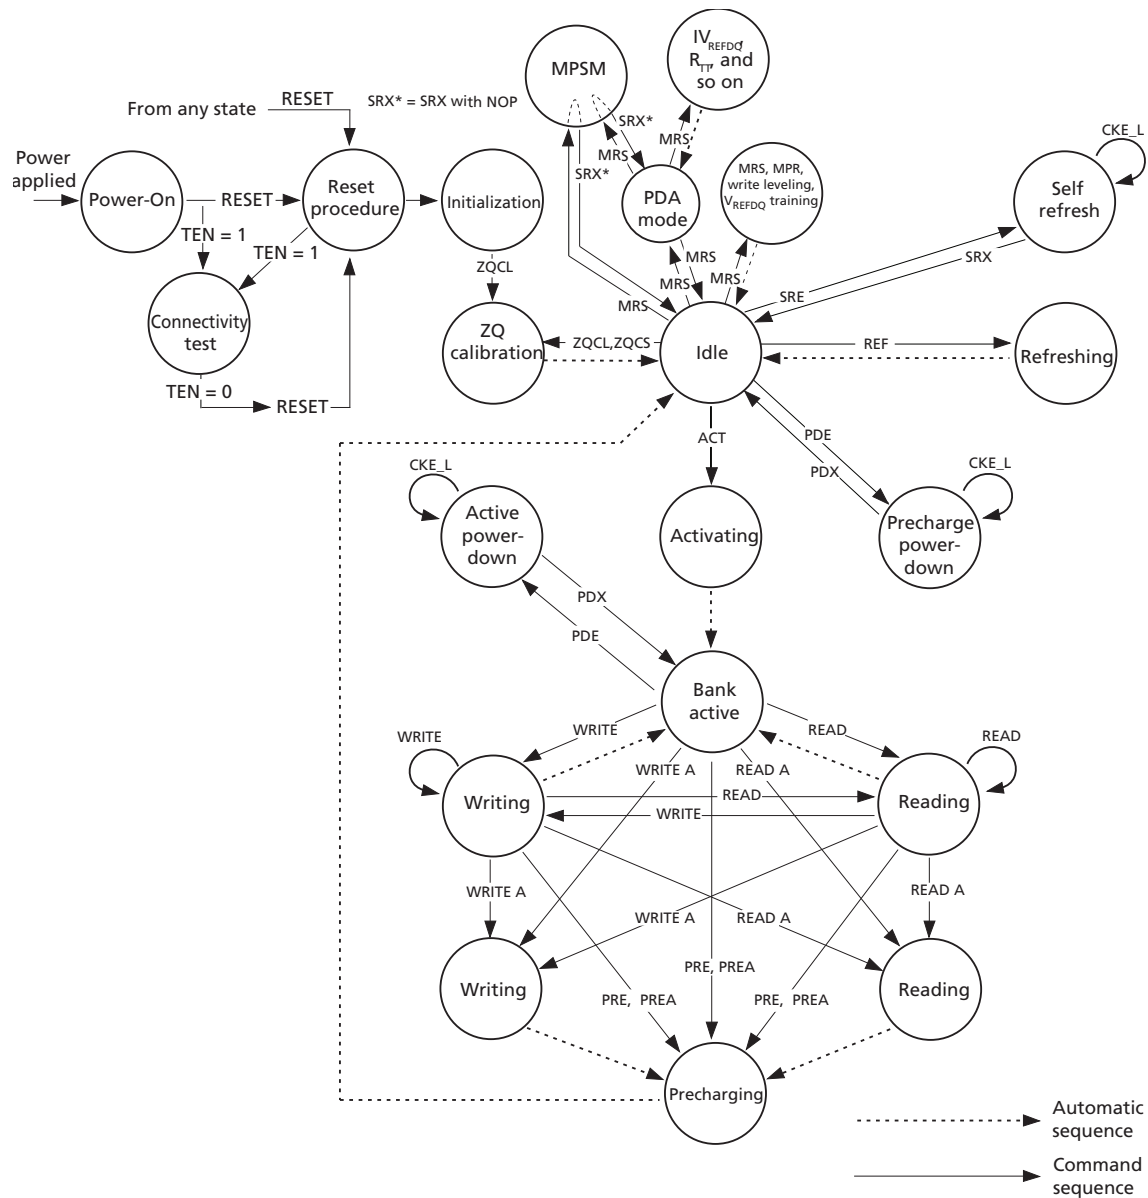 IV REFDQ,
R TT, and
so on
MPSM
From any state
RESET
SRX* = SRX with NOP
SRX*
MRS
MRS
CKE_L
Power
applied
Power-On
RESET
Reset
procedure
Initialization
SRX*
PDA
mode
MRS, MPR,
write leveling,
VREFDQ training
Self
refresh
TEN = 1
TEN = 1
ZQCL
MRS
MRS
MRS
MRS
SRE
SRX
Connectivity
test
ZQ
calibration
ZQCL,ZQCS
Idle
REF
Refreshing
TEN = 0
RESET
ACT
PDE
PDX
CKE_L
CKE_L
Active
power-
down
Activating
Precharge
power-
down
PDX
PDE
Bank
active
WRITE
READ
WRITE
READ
WRITE A
READ A
Writing
READ
WRITE
Reading
WRITE A
READ A
WRITE A
READ A
Writing
PRE, PREA
PRE, PREA
PRE, PREA
Reading
Precharging
Automatic
sequence
Command
sequence